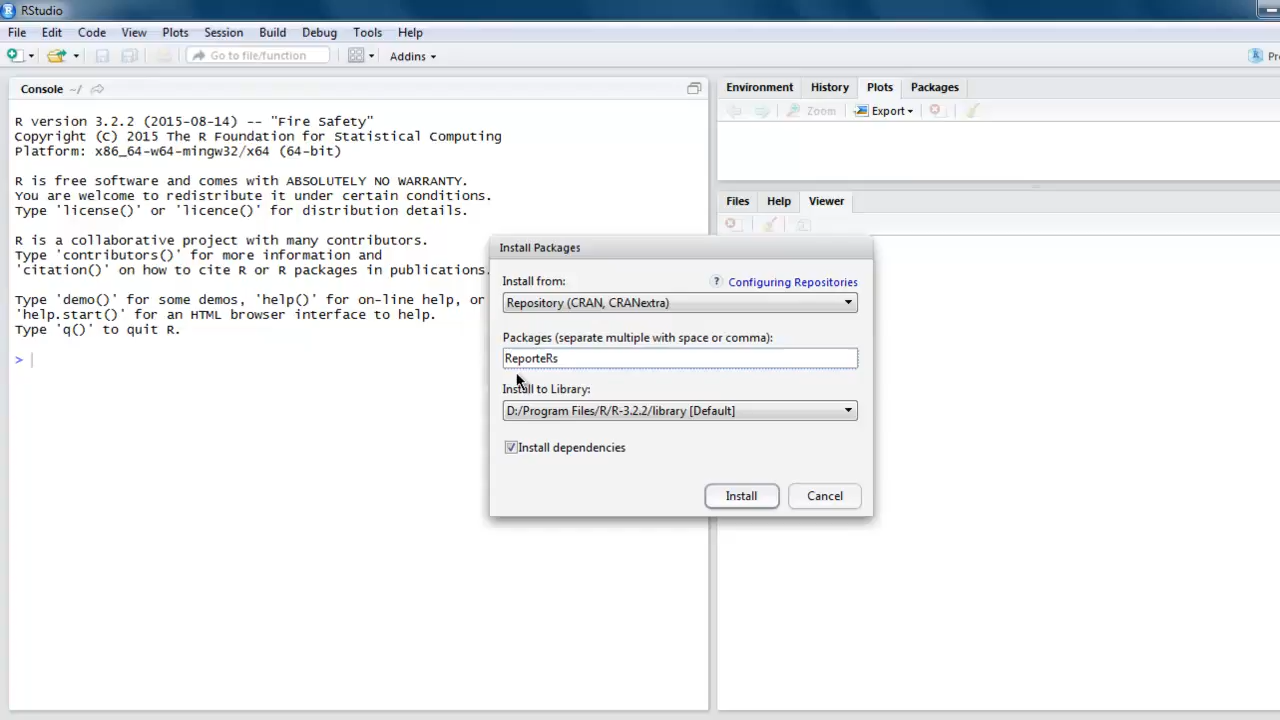 RStudio
File Edit Code View Plots Session Build Debug Tools Help
Go to file/function Addins
Console ~/
R version 3.2.2 (2015-08-14) -- "Fire Safety"
Copyright (C) 2015 The R Foundation for Statistical Computing
Platform: x86_64-w64-mingw32/x64 (64-bit)
R is free software and comes with ABSOLUTELY NO WARRANTY.
You are welcome to redistribute it under certain conditions.
Type 'license()' or 'licence()' for distribution details.
R is a collaborative project with many contributors.
Type 'contributors()' for more information and
'citation()' on how to cite R or R packages in publications.
Type 'demo()' for some demos, 'help()' for on-line help, or
'help.start()' for an HTML browser interface to help.
Type 'q()' to quit R.
>
Environment History Plots Packages
Zoom Export
Files Help Viewer
Install Packages
Install from: ? Configuring Repositories
Repository (CRAN, CRANextra)
Packages (separate multiple with space or comma):
ReporteRs
Install to Library:
D:/Program Files/R/R-3.2.2/library [Default]
Install dependencies
Install Cancel